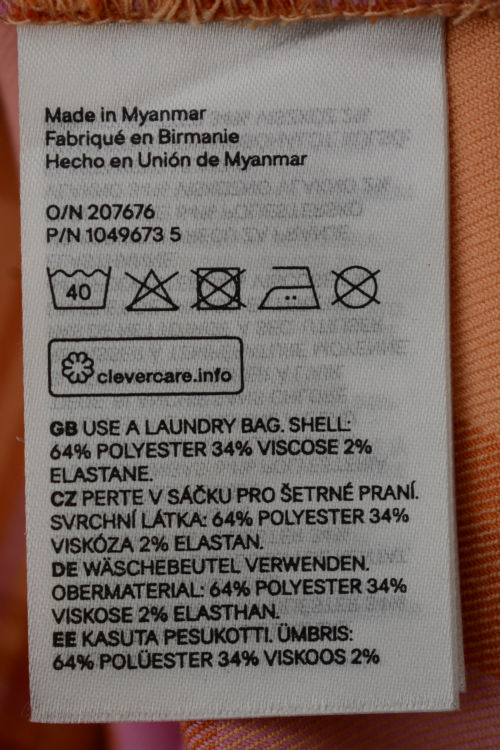 Made in Myanmar
Fabriqué en Birmanie
Hecho en Unión de Myanmar
O/N 207676
P/N 1049673 5
40
clevercare.info
GB USE A LAUNDRY BAG. SHELL:
64% POLYESTER 34% VISCOSE 2%
ELASTANE.
CZ PERTE V SÁČKU PRO ŠETRNÉ PRANÍ.
SVRCHNÍ LÁTKA: 64% POLYESTER 34%
VISKÓZA 2% ELASTAN.
DE WÄSCHEBEUTEL VERWENDEN.
OBERMATERIAL: 64% POLYESTER 34%
VISKOSE 2% ELASTHAN.
EE KASUTA PESUKOTTI. ÜMBRIS:
64% POLÜESTER 34% VISKOOS 2%